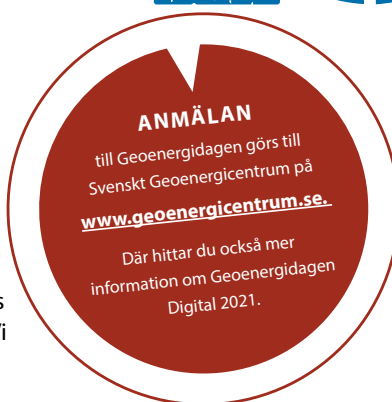 ANMÄLAN
till Geoenergidagen görs till
Svenskt Geoenergicentrum på
www.geoenergicentrum.se.
Där hittar du också mer
information om Geoenergidagen
Digital 2021.